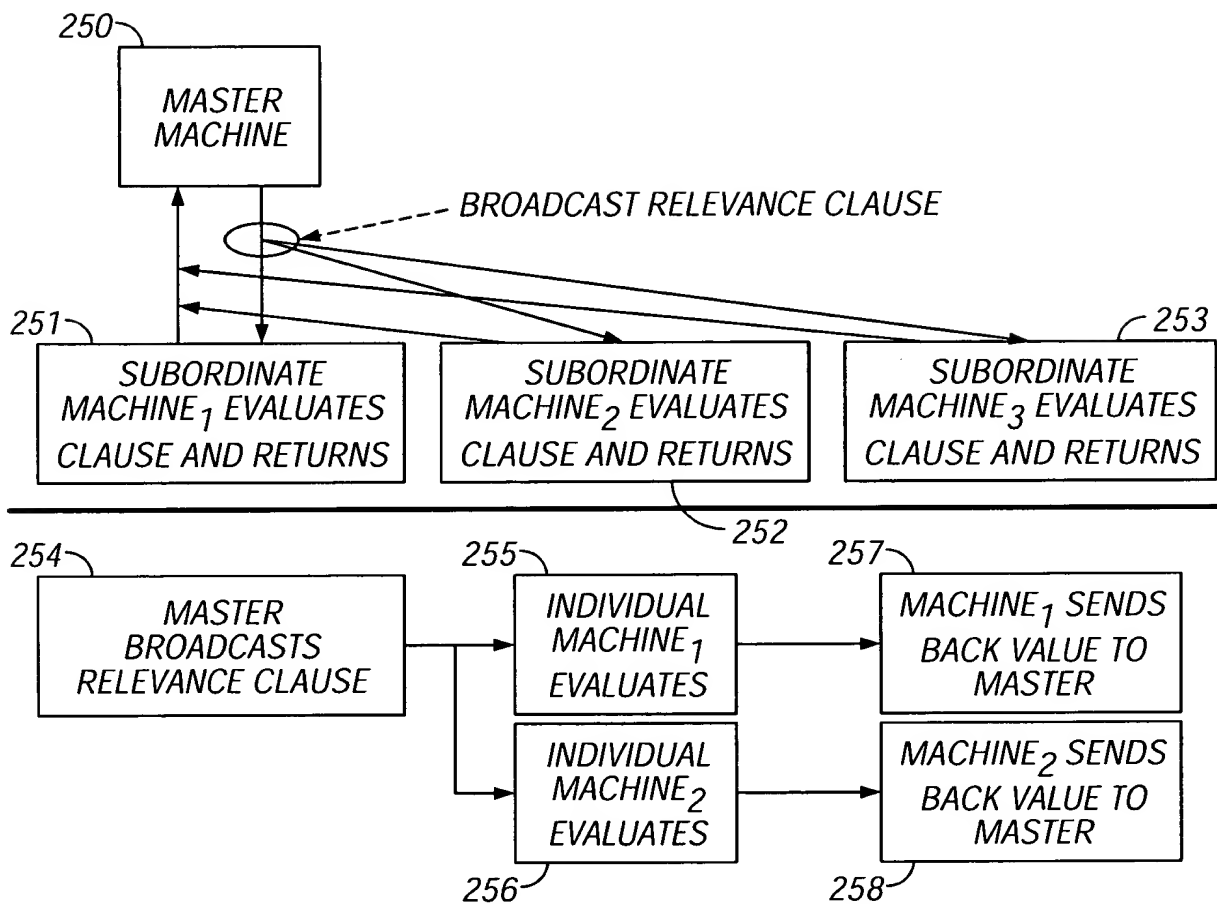 250
MASTER
MACHINE
BROADCAST RELEVANCE CLAUSE
251
SUBORDINATE
MACHINE₁ EVALUATES
CLAUSE AND RETURNS
SUBORDINATE
MACHINE₂ EVALUATES
CLAUSE AND RETURNS
252
253
SUBORDINATE
MACHINE₃ EVALUATES
CLAUSE AND RETURNS
254
MASTER
BROADCASTS
RELEVANCE CLAUSE
255
INDIVIDUAL
MACHINE₁
EVALUATES
257
MACHINE₁ SENDS
BACK VALUE TO
MASTER
INDIVIDUAL
MACHINE₂
EVALUATES
256
MACHINE₂ SENDS
BACK VALUE TO
MASTER
258